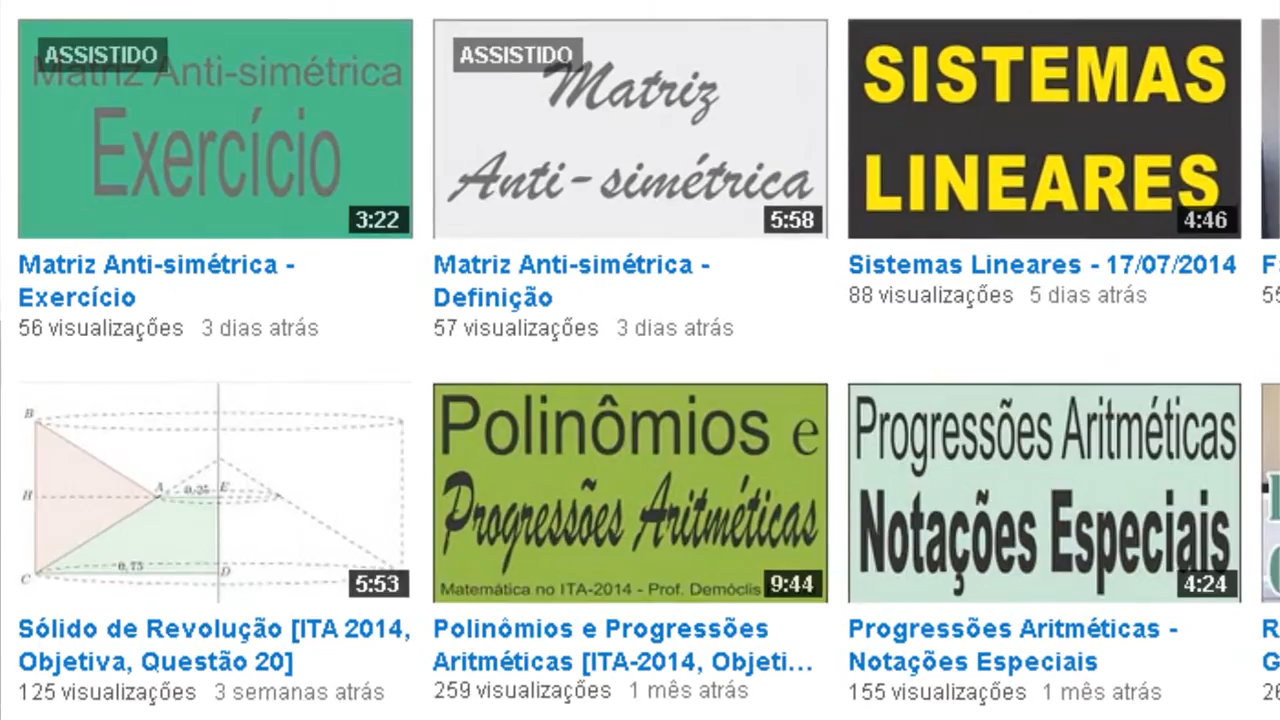 ASSISTIDO
Matriz Anti-simétrica
Exercício
3:22
Matriz Anti-simétrica -
Exercício
56 visualizações 3 dias atrás
ASSISTIDO
Matriz
Anti-simétrica
5:58
Matriz Anti-simétrica -
Definição
57 visualizações 3 dias atrás
SISTEMAS
LINEARES
4:46
Sistemas Lineares - 17/07/2014
88 visualizações 5 dias atrás
B
H
A
0,25
E
C
0,75
D
5:53
Sólido de Revolução [ITA 2014,
Objetiva, Questão 20]
125 visualizações 3 semanas atrás
Polinômios e
Progressões Aritméticas
Matemática no ITA-2014 - Prof. Demóclis
9:44
Polinômios e Progressões
Aritméticas [ITA-2014, Objeti...
259 visualizações 1 mês atrás
Progressões Aritméticas
Notações Especiais
4:24
Progressões Aritméticas -
Notações Especiais
155 visualizações 1 mês atrás